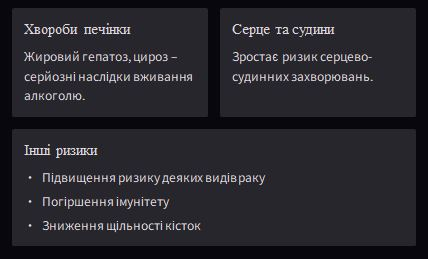 Хвороби печінки
Жировий гепатоз, цироз –
серйозні наслідки вживання
алкоголю.
Серце та судини
Зростає ризик серцево-
судинних захворювань.
Інші ризики
• Підвищення ризику деяких видів раку
• Погіршення імунітету
• Зниження щільності кісток